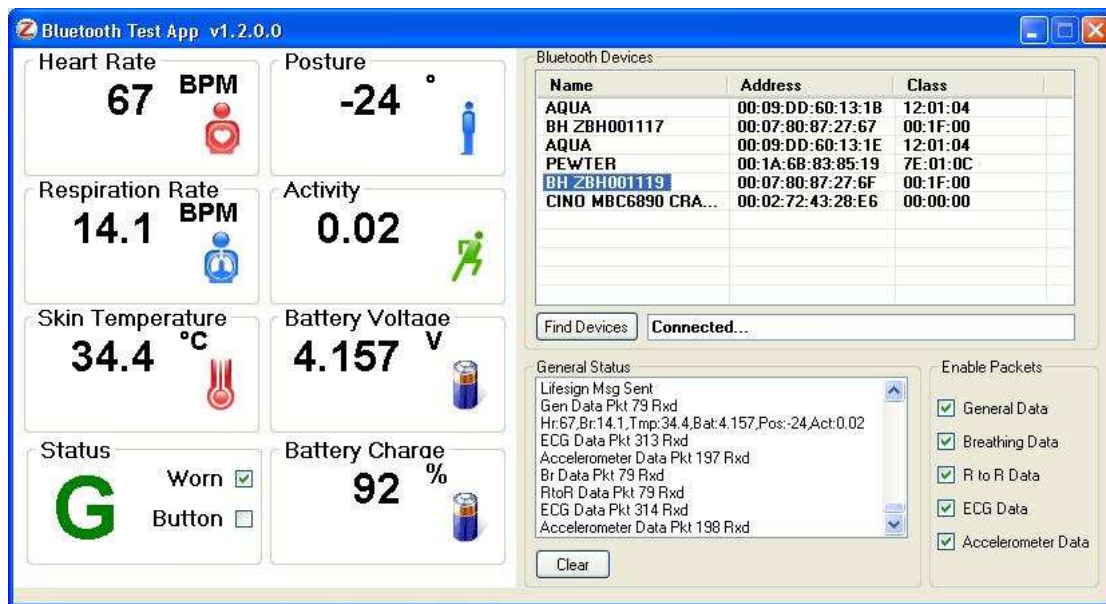 Bluetooth Test App v1.2.0.0
Heart Rate
67 BPM
Posture
-24 °
Respiration Rate
14.1 BPM
Activity
0.02
Skin Temperature
34.4 °C
Battery Voltage
4.157 V
Status
G
Worn
Button
Battery Charge
92 %
Bluetooth Devices
Name Address Class
AQUA 00:09:DD:60:13:1B 12:01:04
BH ZBH001117 00:07:80:87:27:67 00:1F:00
AQUA 00:09:DD:60:13:1E 12:01:04
PEWTER 00:1A:6B:83:85:19 7E:01:0C
BH ZBH001119 00:07:80:87:27:6F 00:1F:00
CINO MBC6890 CRA... 00:02:72:43:28:E6 00:00:00
Find Devices Connected...
General Status
Lifesign Msg Sent
Gen Data Pkt 79 Rxd
Hr:67,Br:14.1,Tmp:34.4,Bat:4.157,Pos:-24,Act:0.02
ECG Data Pkt 313 Rxd
Accelerometer Data Pkt 197 Rxd
Br Data Pkt 79 Rxd
RtoR Data Pkt 79 Rxd
ECG Data Pkt 314 Rxd
Accelerometer Data Pkt 198 Rxd
Clear
Enable Packets
General Data
Breathing Data
R to R Data
ECG Data
Accelerometer Data